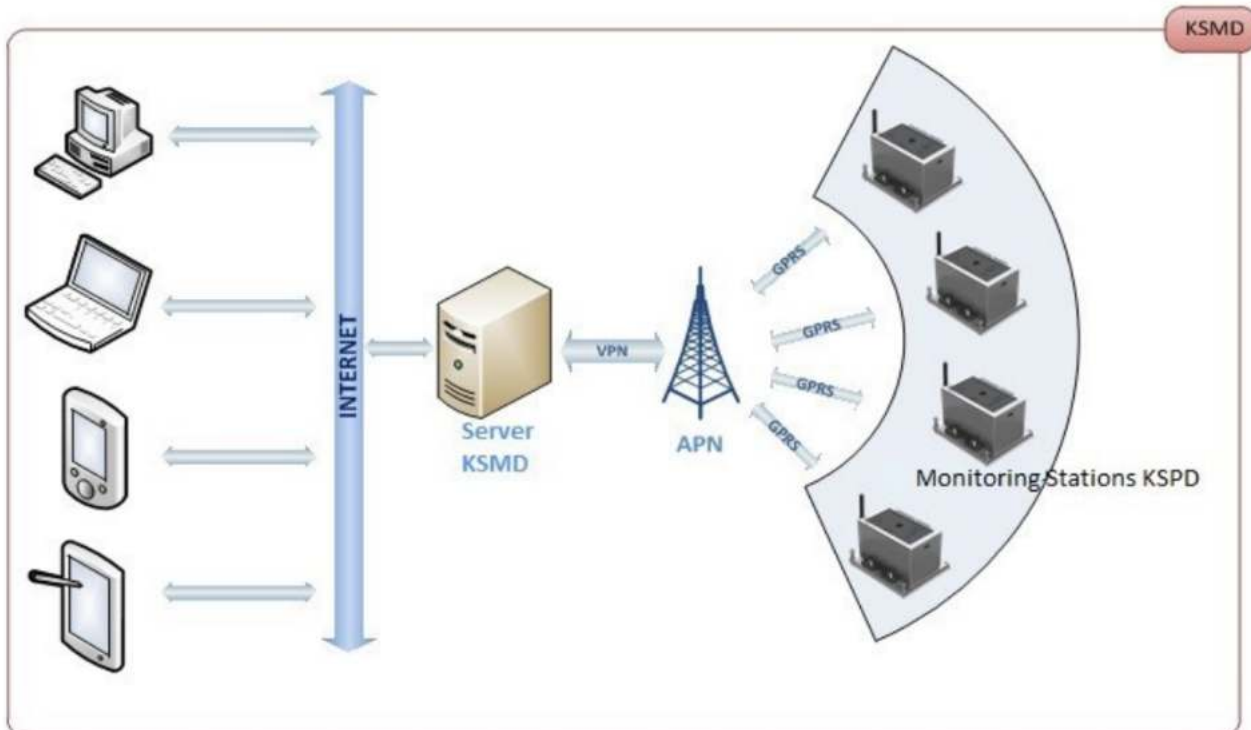 KSMD
INTERNET
Server
KSMD
VPN
APN
GPRS
GPRS
GPRS
GPRS
Monitoring Stations KSPD